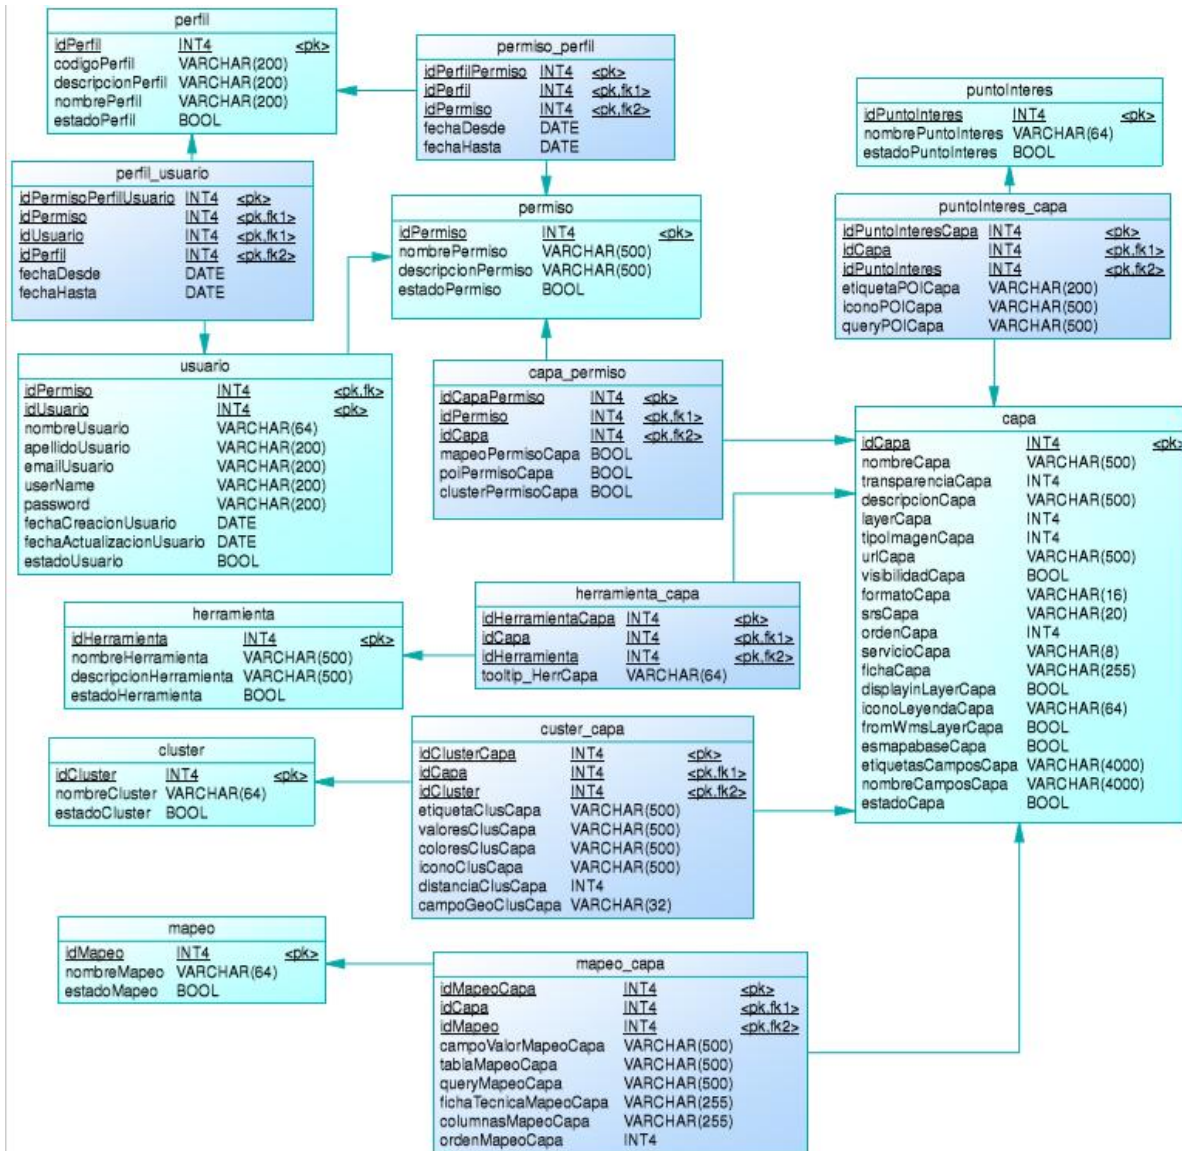 perfil
idPerfil INT4 <pk>
codigoPerfil VARCHAR(200)
descripcionPerfil VARCHAR(200)
nombrePerfil VARCHAR(200)
estadoPerfil BOOL
permiso_perfil
idPerfilPermiso INT4 <pk>
idPerfil INT4 <pk,fk1>
idPermiso INT4 <pk,fk2>
fechaDesde DATE
fechaHasta DATE
puntoInteres
idPuntoInteres INT4 <pk>
nombrePuntoInteres VARCHAR(64)
estadoPuntoInteres BOOL
perfil_usuario
idPermisoPerfilUsuario INT4 <pk>
idPermiso INT4 <pk,fk1>
idUsuario INT4 <pk,fk1>
idPerfil INT4 <pk,fk2>
fechaDesde DATE
fechaHasta DATE
permiso
idPermiso INT4 <pk>
nombrePermiso VARCHAR(500)
descripcionPermiso VARCHAR(500)
estadoPermiso BOOL
puntoInteres_capa
idPuntoInteresCapa INT4 <pk>
idCapa INT4 <pk,fk1>
idPuntoInteres INT4 <pk,fk2>
etiquetaPOICapa VARCHAR(200)
iconoPOICapa VARCHAR(500)
queryPOICapa VARCHAR(500)
usuario
idPermiso INT4 <pk,fk>
idUsuario INT4 <pk>
nombreUsuario VARCHAR(64)
apellidoUsuario VARCHAR(200)
emailUsuario VARCHAR(200)
userName VARCHAR(200)
password VARCHAR(200)
fechaCreacionUsuario DATE
fechaActualizacionUsuario DATE
estadoUsuario BOOL
capa_permiso
idCapaPermiso INT4 <pk>
idPermiso INT4 <pk,fk1>
idCapa INT4 <pk,fk2>
mapeoPermisoCapa BOOL
poiPermisoCapa BOOL
clusterPermisoCapa BOOL
capa
idCapa INT4 <pk>
nombreCapa VARCHAR(500)
transparenciaCapa INT4
descripcionCapa VARCHAR(500)
layerCapa INT4
tipoImagenCapa INT4
urlCapa VARCHAR(500)
visibilidadCapa BOOL
formatoCapa VARCHAR(16)
srsCapa VARCHAR(20)
ordenCapa INT4
servicioCapa VARCHAR(8)
fichaCapa VARCHAR(255)
displayinLayerCapa BOOL
iconoLeyendaCapa VARCHAR(64)
fromWmsLayerCapa BOOL
esmapabaseCapa BOOL
etiquetasCamposCapa VARCHAR(4000)
nombreCamposCapa VARCHAR(4000)
estadoCapa BOOL
herramienta
idHerramienta INT4 <pk>
nombreHerramienta VARCHAR(500)
descripcionHerramienta VARCHAR(500)
estadoHerramienta BOOL
herramienta_capa
idHerramientaCapa INT4 <pk>
idCapa INT4 <pk,fk1>
idHerramienta INT4 <pk,fk2>
tooltip_HerrCapa VARCHAR(64)
cluster
idCluster INT4 <pk>
nombreCluster VARCHAR(64)
estadoCluster BOOL
custer_capa
idClusterCapa INT4 <pk>
idCapa INT4 <pk,fk1>
idCluster INT4 <pk,fk2>
etiquetaClusCapa VARCHAR(500)
valoresClusCapa VARCHAR(500)
coloresClusCapa VARCHAR(500)
iconoClusCapa VARCHAR(500)
distanciaClusCapa INT4
campoGeoClusCapa VARCHAR(32)
mapeo
idMapeo INT4 <pk>
nombreMapeo VARCHAR(64)
estadoMapeo BOOL
mapeo_capa
idMapeoCapa INT4 <pk>
idCapa INT4 <pk,fk1>
idMapeo INT4 <pk,fk2>
campoValorMapeoCapa VARCHAR(500)
tablaMapeoCapa VARCHAR(500)
queryMapeoCapa VARCHAR(500)
fichaTecnicaMapeoCapa VARCHAR(255)
columnasMapeoCapa VARCHAR(255)
ordenMapeoCapa INT4